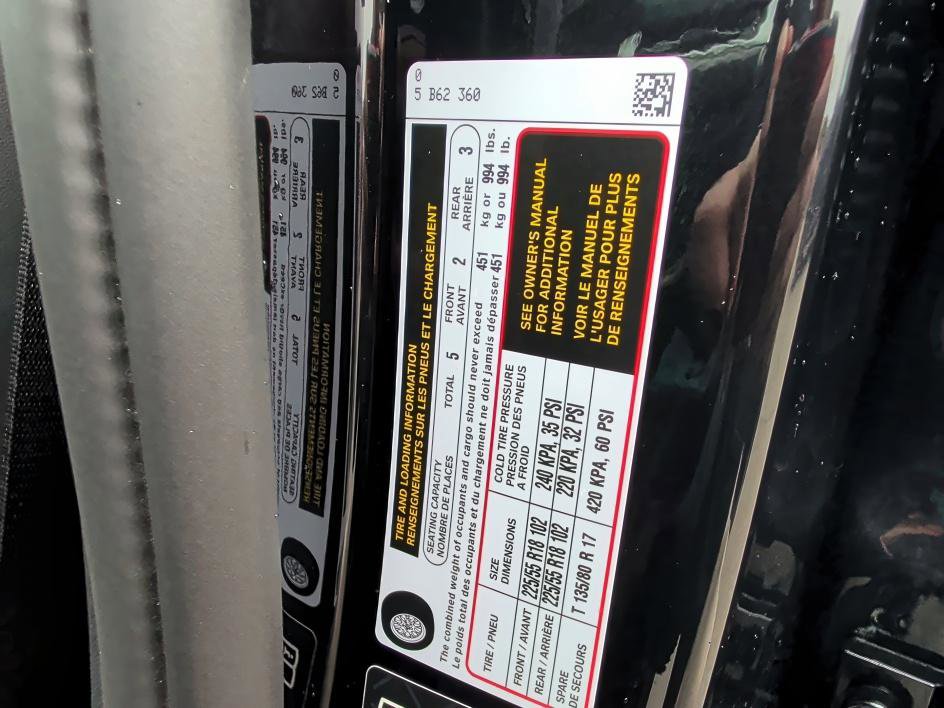 0
5 B62 360
TIRE AND LOADING INFORMATION
RENSEIGNEMENTS SUR LES PNEUS ET LE CHARGEMENT
SEATING CAPACITY
NOMBRE DE PLACES
TOTAL 5
FRONT
AVANT 2
REAR
ARRIÈRE 3
The combined weight of occupants and cargo should never exceed 451 kg or 994 lbs.
Le poids total des occupants et du chargement ne doit jamais dépasser 451 kg ou 994 lb.
TIRE / PNEU SIZE DIMENSIONS COLD TIRE PRESSURE PRESSION DES PNEUS A FROID
FRONT / AVANT 225/55 R18 102 240 KPA, 35 PSI
REAR / ARRIÈRE 225/55 R18 102 220 KPA, 32 PSI
SPARE DE SECOURS T 135/80 R 17 420 KPA, 60 PSI
SEE OWNER'S MANUAL
FOR ADDITIONAL
INFORMATION
VOIR LE MANUEL DE
L'USAGER POUR PLUS
DE RENSEIGNEMENTS